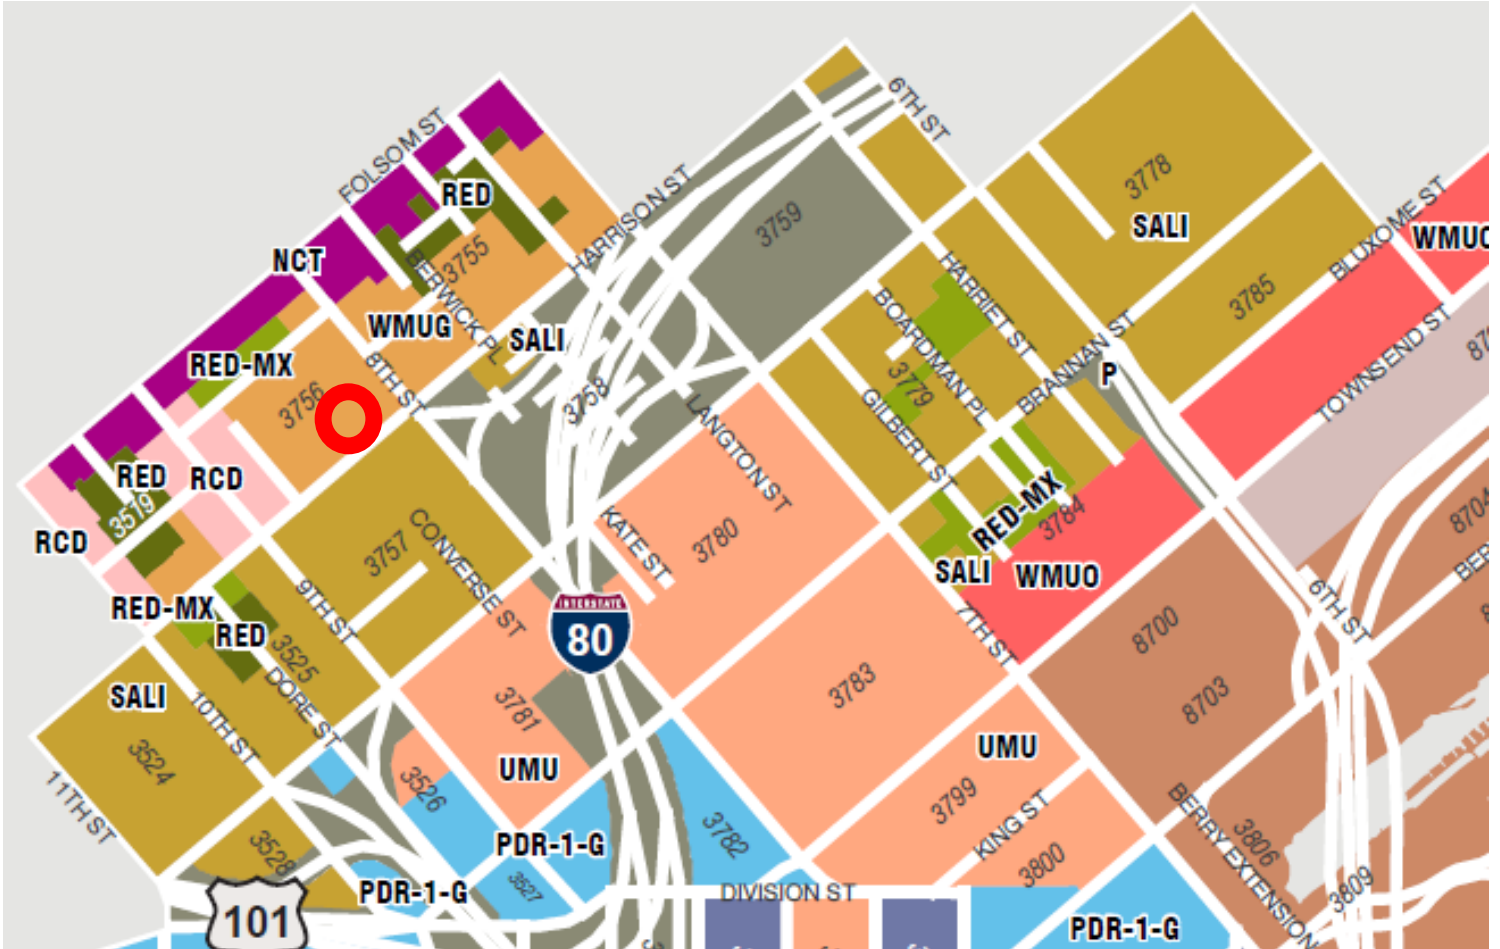 6TH ST
FOLSOM ST
3778
RED
SALI
HARRISON ST
3759
BLUXOME ST
WMUO
NCT
3755
BERWICK PL
HARRIET ST
3785
WMUG
SALI
BOARDMAN PL
BRANNAN ST
TOWNSEND ST
RED-MX
8TH ST
P
3756
3758
3779
LANGTON ST
GILBERT ST
RED
RCD
3519
RED-MX
3784
8704
RCD
3757
CONVERSE ST
KATE ST
3780
SALI
WMUO
BER
RED-MX
9TH ST
INTERSTATE
80
7TH ST
6TH ST
8700
RED
3525
SALI
10TH ST
DORE ST
3781
3783
8703
3524
UMU
UMU
11TH ST
3526
3799
KING ST
BERRY EXTENSION
3528
PDR-1-G
3782
3806
PDR-1-G
3527
3800
3809
DIVISION ST
101
PDR-1-G